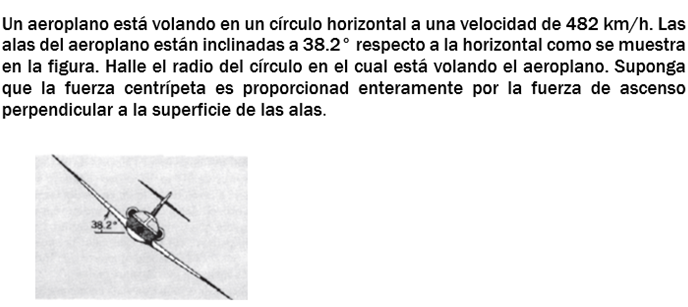 Un aeroplano está volando en un círculo horizontal a una velocidad de 482 km/h. Las
alas del aeroplano están inclinadas a 38.2° respecto a la horizontal como se muestra
en la figura. Halle el radio del círculo en el cual está volando el aeroplano. Suponga
que la fuerza centrípeta es proporcionad enteramente por la fuerza de ascenso
perpendicular a la superficie de las alas.
38.2°